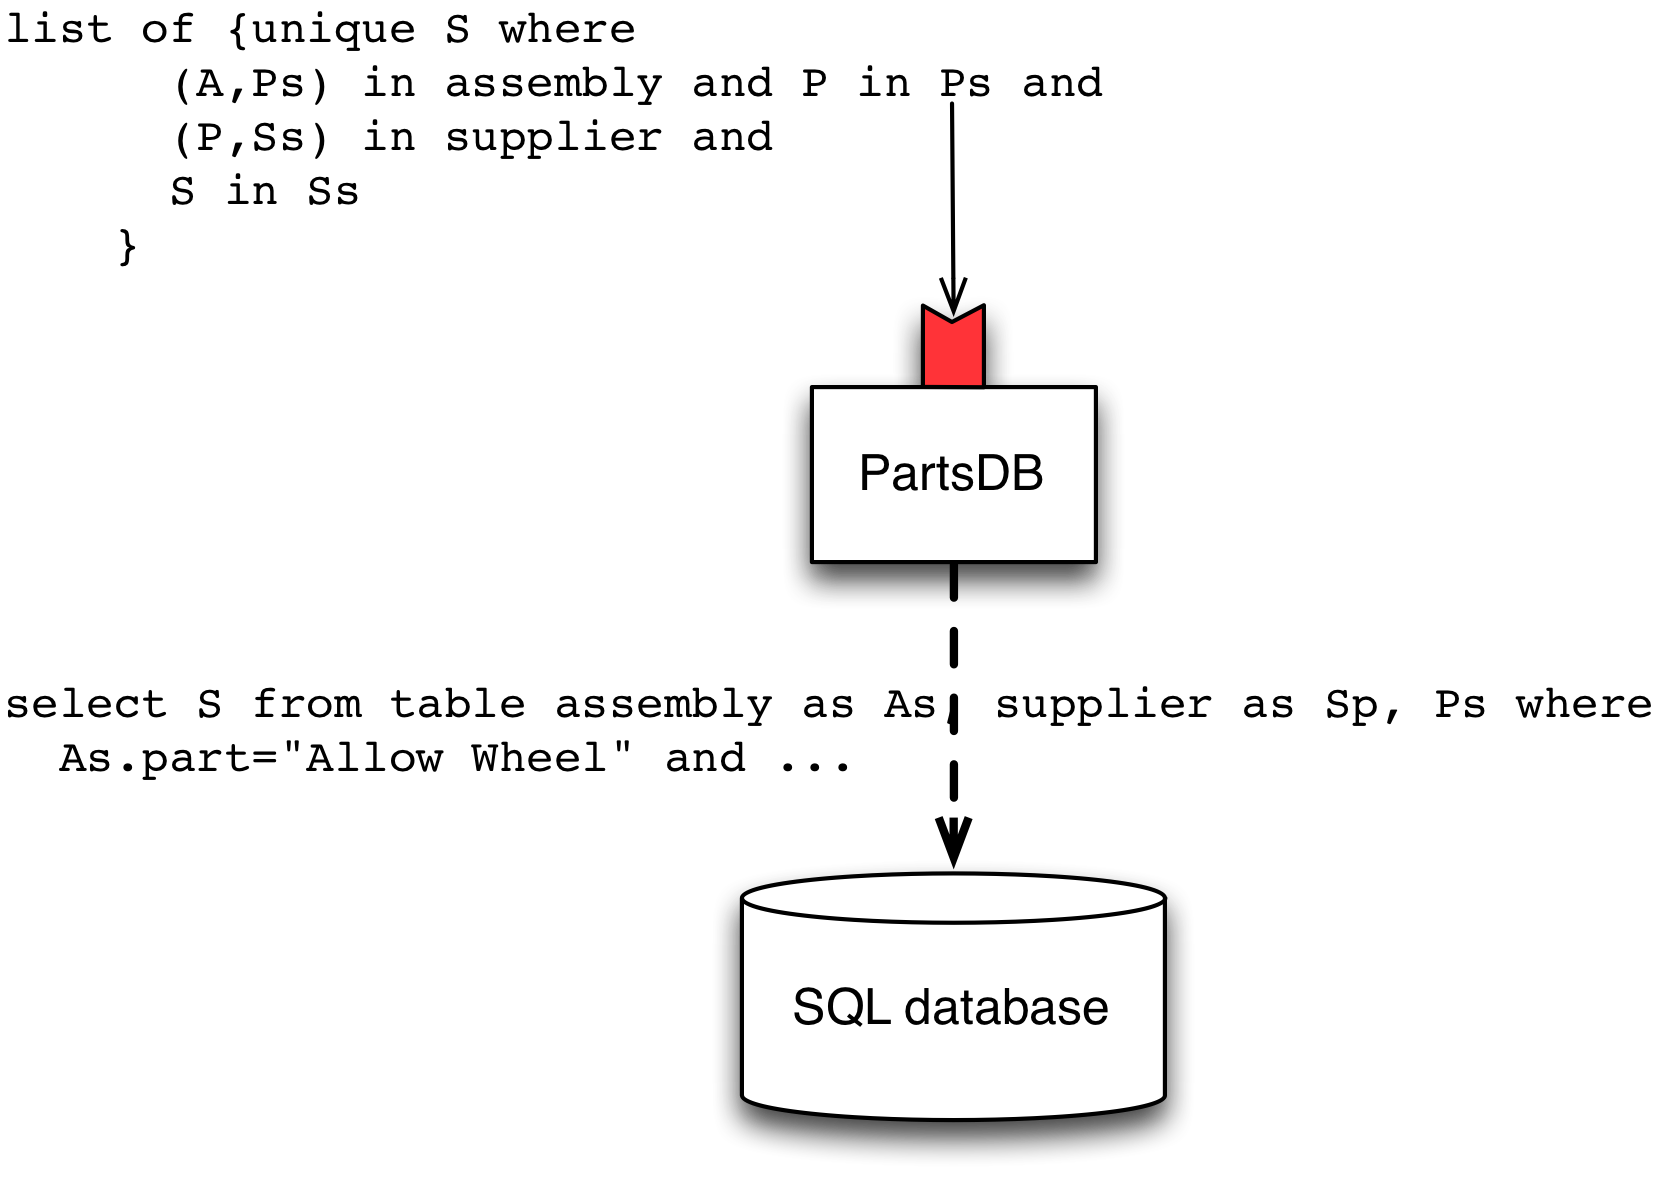 list of {unique S where
(A,Ps) in assembly and P in Ps and
(P,Ss) in supplier and
S in Ss
}
PartsDB
select S from table assembly as As, supplier as Sp, Ps where
As.part="Allow Wheel" and ...
SQL database